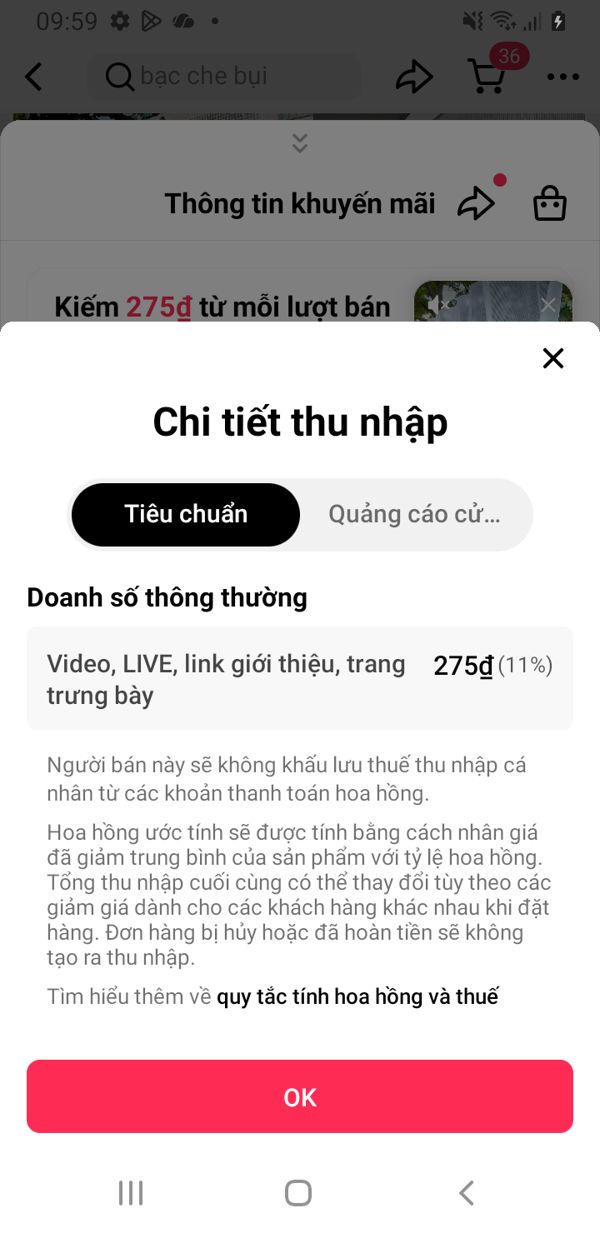 09:59
bạc che bụi
36
Thông tin khuyến mãi
Kiếm 275₫ từ mỗi lượt bán
Chi tiết thu nhập
Tiêu chuẩn
Quảng cáo cử...
Doanh số thông thường
Video, LIVE, link giới thiệu, trang
trưng bày
275₫ (11%)
Người bán này sẽ không khấu lưu thuế thu nhập cá
nhân từ các khoản thanh toán hoa hồng.
Hoa hồng ước tính sẽ được tính bằng cách nhân giá
đã giảm trung bình của sản phẩm với tỷ lệ hoa hồng.
Tổng thu nhập cuối cùng có thể thay đổi tùy theo các
giảm giá dành cho các khách hàng khác nhau khi đặt
hàng. Đơn hàng bị hủy hoặc đã hoàn tiền sẽ không
tạo ra thu nhập.
Tìm hiểu thêm về quy tắc tính hoa hồng và thuế
OK